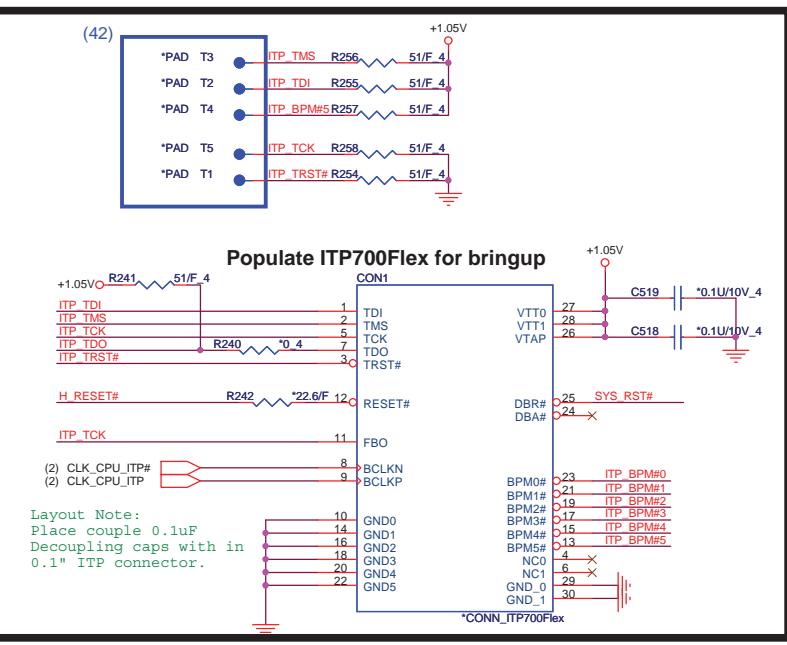 (42)
+1.05V
*PAD T3 ITP_TMS R256 51/F_4
*PAD T2 ITP_TDI R255 51/F_4
*PAD T4 ITP_BPM#5 R257 51/F_4
*PAD T5 ITP_TCK R258 51/F_4
*PAD T1 ITP_TRST# R254 51/F_4
Populate ITP700Flex for bringup
+1.05V
+1.05V R241 51/F_4
CON1
C519 *0.1U/10V_4
C518 *0.1U/10V_4
ITP_TDI 1 TDI
ITP_TMS 2 TMS
ITP_TCK 5 TCK
ITP_TDO R240 *0_4 7 TDO
ITP_TRST# 3 TRST#
VTT0 27
VTT1 28
VTAP 26
H_RESET# R242 *22.6/F 12 RESET#
DBR# 25 SYS_RST#
DBA# 24
ITP_TCK 11 FBO
(2) CLK_CPU_ITP# 8 BCLKN
(2) CLK_CPU_ITP 9 BCLKP
BPM0# 23 ITP_BPM#0
BPM1# 21 ITP_BPM#1
BPM2# 19 ITP_BPM#2
BPM3# 17 ITP_BPM#3
BPM4# 15 ITP_BPM#4
BPM5# 13 ITP_BPM#5
NC0 4
NC1 6
GND_0 29
GND_1 30
Layout Note:
Place couple 0.1uF
Decoupling caps with in
0.1" ITP connector.
10 GND0
14 GND1
16 GND2
18 GND3
20 GND4
22 GND5
*CONN_ITP700Flex